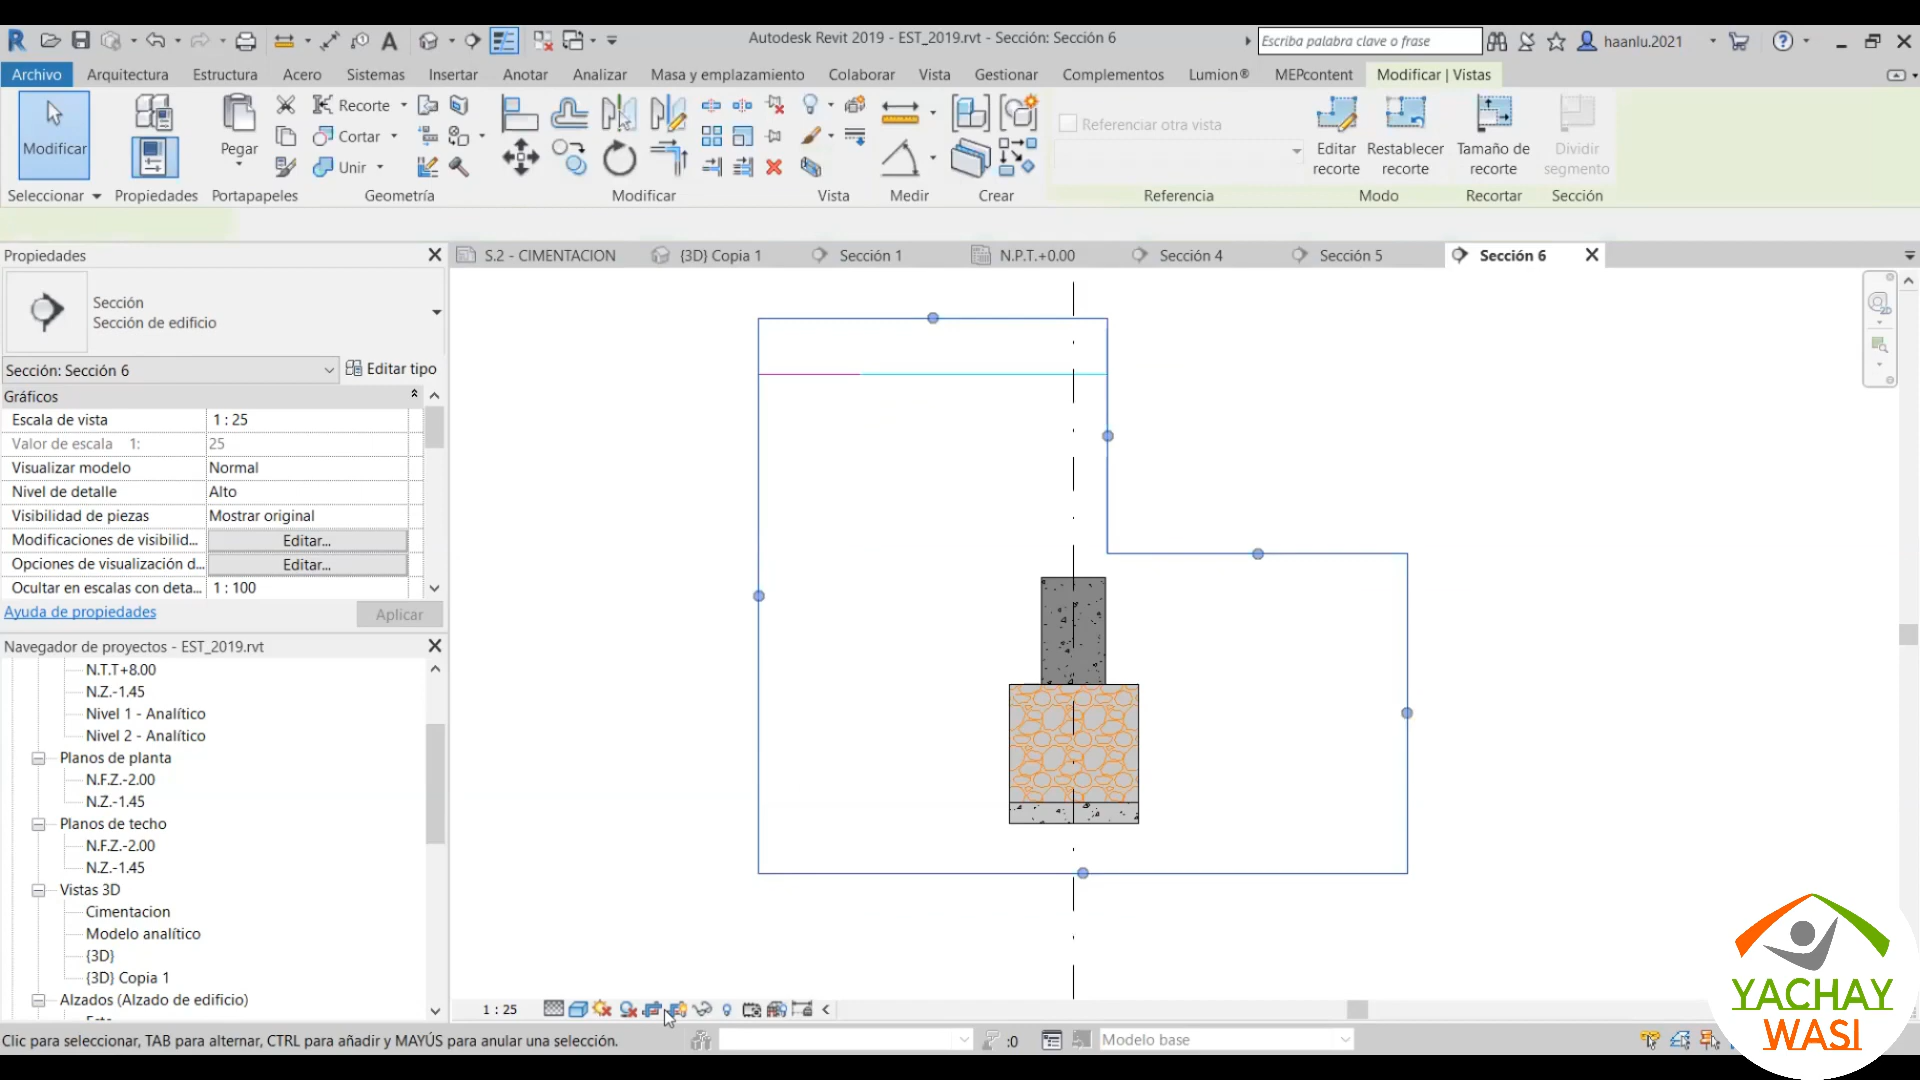 Autodesk Revit 2019 - EST_2019.rvt - Sección: Sección 6
Escriba palabra clave o frase
haanlu.2021
Archivo Arquitectura Estructura Acero Sistemas Insertar Anotar Analizar Masa y emplazamiento Colaborar Vista Gestionar Complementos Lumion® MEPcontent Modificar | Vistas
Modificar
Pegar
Recorte
Cortar
Unir
Referenciar otra vista
Editar recorte
Restablecer recorte
Tamaño de recorte
Dividir segmento
Seleccionar Propiedades Portapapeles Geometría Modificar Vista Medir Crear Referencia Modo Recortar Sección
Propiedades
S.2 - CIMENTACION {3D} Copia 1 Sección 1 N.P.T.+0.00 Sección 4 Sección 5 Sección 6
Sección
Sección de edificio
Sección: Sección 6 Editar tipo
Gráficos
Escala de vista 1 : 25
Valor de escala 1: 25
Visualizar modelo Normal
Nivel de detalle Alto
Visibilidad de piezas Mostrar original
Modificaciones de visibilid... Editar...
Opciones de visualización d... Editar...
Ocultar en escalas con deta... 1 : 100
Ayuda de propiedades Aplicar
Navegador de proyectos - EST_2019.rvt
N.T.T+8.00
N.Z.-1.45
Nivel 1 - Analítico
Nivel 2 - Analítico
Planos de planta
N.F.Z.-2.00
N.Z.-1.45
Planos de techo
N.F.Z.-2.00
N.Z.-1.45
Vistas 3D
Cimentacion
Modelo analítico
{3D}
{3D} Copia 1
Alzados (Alzado de edificio)
1 : 25
Clic para seleccionar, TAB para alternar, CTRL para añadir y MAYÚS para anular una selección.
:0
Modelo base
YACHAY
WASI